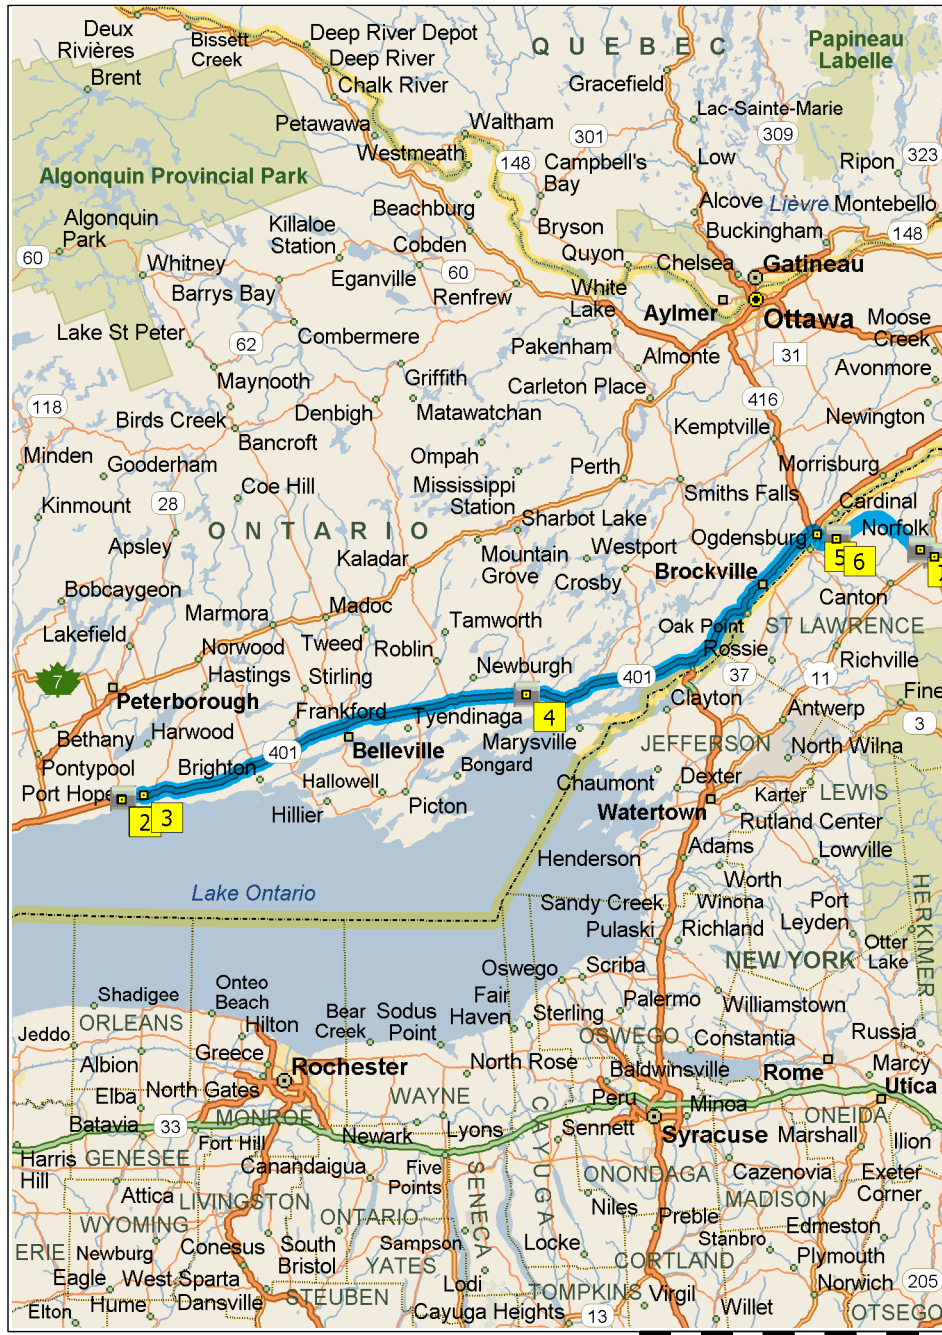 Deux
Rivières
Bissett
Creek
Deep River Depot
QUEBEC
Papineau
Labelle
Brent
Deep River
Chalk River
Gracefield
Lac-Sainte-Marie
Petawawa
Waltham
301
309
Westmeath
148
Campbell's
Bay
Low
Ripon
323
Algonquin Provincial Park
Beachburg
Alcove
Lièvre
Montebello
Algonquin
Park
Killaloe
Station
Cobden
Bryson
Buckingham
148
60
Whitney
Eganville
60
Quyon
Chelsea
Gatineau
Barrys Bay
Renfrew
White
Lake
Aylmer
Ottawa
Moose
Creek
Lake St Peter
Combermere
62
Pakenham
Almonte
31
Avonmore
Maynooth
Griffith
Carleton Place
118
Birds Creek
Denbigh
Matawatchan
416
Newington
Bancroft
Kemptville
Minden
Gooderham
Ompah
Perth
Morrisburg
Coe Hill
Mississippi
Station
Smiths Falls
Cardinal
Kinmount
28
ONTARIO
Sharbot Lake
Ogdensburg
Norfolk
Apsley
Kaladar
Mountain
Grove
Westport
Crosby
Brockville
5
6
7
Bobcaygeon
Canton
Marmora
Madoc
Tamworth
Oak Point
ST LAWRENCE
Lakefield
Norwood
Tweed
Roblin
Rossie
Richville
7
Hastings
Stirling
Newburgh
401
37
11
Peterborough
Frankford
Tyendinaga
4
Clayton
Antwerp
Fine
3
Bethany
Harwood
401
Belleville
Marysville
JEFFERSON
North Wilna
Pontypool
Brighton
Hallowell
Bongard
Chaumont
Dexter
Port Hope
Hillier
Picton
Watertown
Karter
LEWIS
2
3
Rutland Center
Henderson
Adams
Lowville
Lake Ontario
Worth
HERKIMER
Sandy Creek
Winona
Port
Leyden
Pulaski
Richland
Otter
Lake
Oswego
Scriba
NEW YORK
Shadigee
Onteo
Beach
Fair
Haven
Palermo
Williamstown
ORLEANS
Hilton
Bear
Creek
Sodus
Point
Sterling
OSWEGO
Constantia
Russia
Jeddo
Albion
Greece
Rochester
North Rose
Baldwinsville
Rome
Marcy
Utica
Elba
North Gates
WAYNE
Peru
Minoa
ONEIDA
Batavia
33
MONROE
Newark
Lyons
CAYUGA
Sennett
Syracuse
Marshall
Ilion
Harris
Hill
GENESEE
Fort Hill
Canandaigua
Five
Points
SENECA
ONONDAGA
Cazenovia
Exeter
Corner
Attica
LIVINGSTON
ONTARIO
Niles
Preble
MADISON
WYOMING
Sampson
Stanbro
Edmeston
ERIE
Newburg
Conesus
South
Bristol
YATES
Locke
CORTLAND
Plymouth
Eagle
West Sparta
Lodi
TOMPKINS
Virgil
Norwich
205
Elton
Hume
Dansville
STEUBEN
Cayuga Heights
13
Willet
OTSEGO